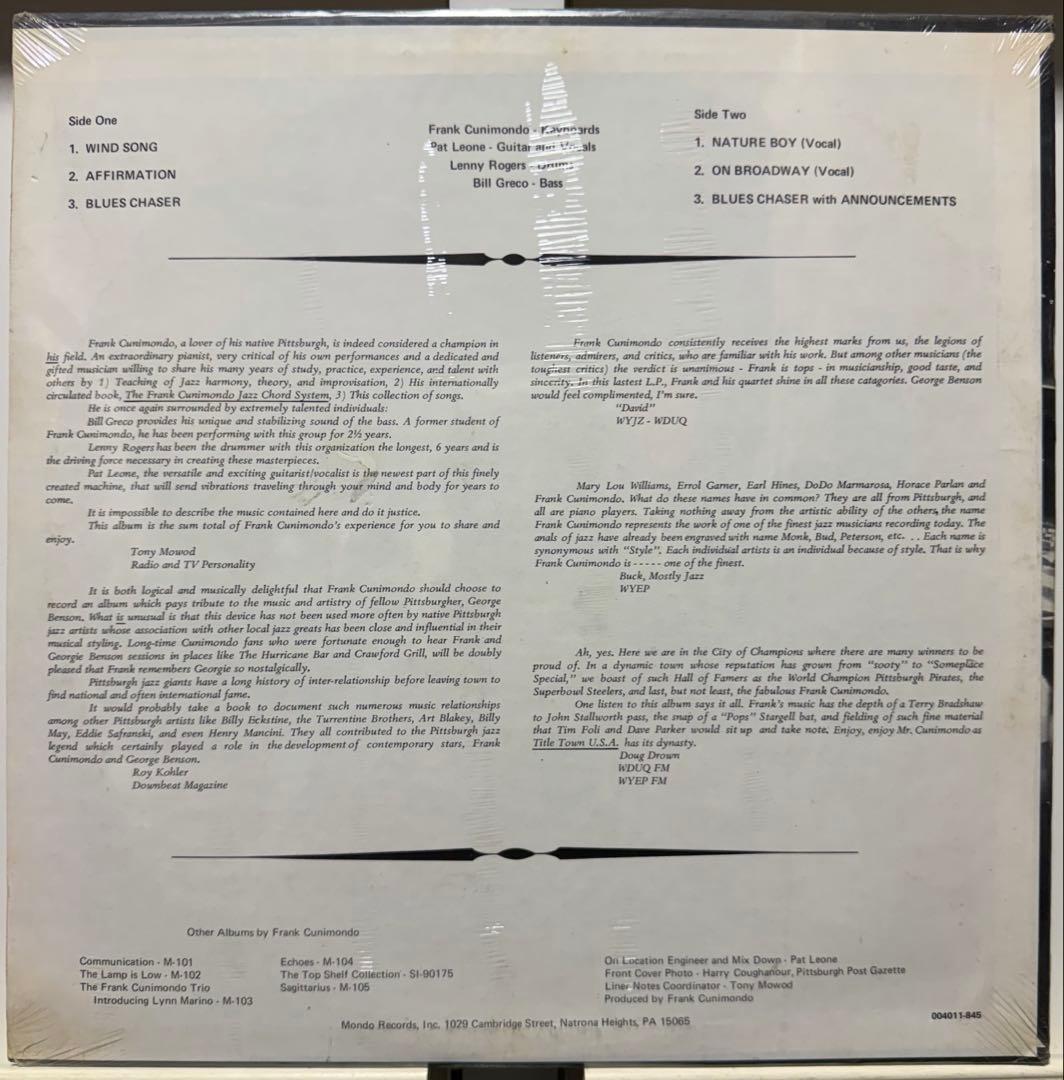 Side One
1. WIND SONG
2. AFFIRMATION
3. BLUES CHASER
Frank Cunimondo - Keyboards
Pat Leone - Guitar and Vocals
Lenny Rogers - Drums
Bill Greco - Bass
Side Two
1. NATURE BOY (Vocal)
2. ON BROADWAY (Vocal)
3. BLUES CHASER with ANNOUNCEMENTS
Frank Cunimondo, a lover of his native Pittsburgh, is indeed considered a champion in
his field. An extraordinary pianist, very critical of his own performances and a dedicated and
gifted musician willing to share his many years of study, practice, experience, and talent with
others by 1) Teaching of Jazz harmony, theory, and improvisation, 2) His internationally
circulated book, The Frank Cunimondo Jazz Chord System, 3) This collection of songs.
He is once again surrounded by extremely talented individuals:
Bill Greco provides his unique and stabilizing sound of the bass. A former student of
Frank Cunimondo, he has been performing with this group for 2½ years.
Lenny Rogers has been the drummer with this organization the longest, 6 years and is
the driving force necessary in creating these masterpieces.
Pat Leone, the versatile and exciting guitarist/vocalist is the newest part of this finely
created machine, that will send vibrations traveling through your mind and body for years to
come.
It is impossible to describe the music contained here and do it justice.
This album is the sum total of Frank Cunimondo's experience for you to share and
enjoy.
Tony Mowod
Radio and TV Personality
It is both logical and musically delightful that Frank Cunimondo should choose to
record an album which pays tribute to the music and artistry of fellow Pittsburgher, George
Benson. What is unusual is that this device has not been used more often by native Pittsburgh
jazz artists whose association with other local jazz greats has been close and influential in their
musical styling. Long-time Cunimondo fans who were fortunate enough to hear Frank and
Georgie Benson sessions in places like The Hurricane Bar and Crawford Grill, will be doubly
pleased that Frank remembers Georgie so nostalgically.
Pittsburgh jazz giants have a long history of inter-relationship before leaving town to
find national and often international fame.
It would probably take a book to document such numerous music relationships
among other Pittsburgh artists like Billy Eckstine, the Turrentine Brothers, Art Blakey, Billy
May, Eddie Safranski, and even Henry Mancini. They all contributed to the Pittsburgh jazz
legend which certainly played a role in the development of contemporary stars, Frank
Cunimondo and George Benson.
Roy Kohler
Downbeat Magazine
Frank Cunimondo consistently receives the highest marks from us, the legions of
listeners, admirers, and critics, who are familiar with his work. But among other musicians (the
toughest critics) the verdict is unanimous - Frank is tops - in musicianship, good taste, and
sincerity. In this lastest L.P., Frank and his quartet shine in all these catagories. George Benson
would feel complimented, I'm sure.
"David"
WYJZ - WDUQ
Mary Lou Williams, Errol Garner, Earl Hines, DoDo Marmarosa, Horace Parlan and
Frank Cunimondo. What do these names have in common? They are all from Pittsburgh, and
all are piano players. Taking nothing away from the artistic ability of the others, the name
Frank Cunimondo represents the work of one of the finest jazz musicians recording today. The
anals of jazz have already been engraved with name Monk, Bud, Peterson, etc. . . Each name is
synonymous with "Style". Each individual artists is an individual because of style. That is why
Frank Cunimondo is - - - - - one of the finest.
Buck, Mostly Jazz
WYEP
Ah, yes. Here we are in the City of Champions where there are many winners to be
proud of. In a dynamic town whose reputation has grown from "sooty" to "Someplace
Special," we boast of such Hall of Famers as the World Champion Pittsburgh Pirates, the
Superbowl Steelers, and last, but not least, the fabulous Frank Cunimondo.
One listen to this album says it all. Frank's music has the depth of a Terry Bradshaw
to John Stallworth pass, the snap of a "Pops" Stargell bat, and fielding of such fine material
that Tim Foli and Dave Parker would sit up and take note. Enjoy, enjoy Mr. Cunimondo as
Title Town U.S.A. has its dynasty.
Doug Drown
WDUQ FM
WYEP FM
Other Albums by Frank Cunimondo
Communication - M-101
The Lamp is Low - M-102
The Frank Cunimondo Trio
Introducing Lynn Marino - M-103
Echoes - M-104
The Top Shelf Collection - SI-90175
Sagittarius - M-105
On Location Engineer and Mix Down - Pat Leone
Front Cover Photo - Harry Coughanour, Pittsburgh Post Gazette
Liner Notes Coordinator - Tony Mowod
Produced by Frank Cunimondo
Mondo Records, Inc. 1029 Cambridge Street, Natrona Heights, PA 15065
004011-845